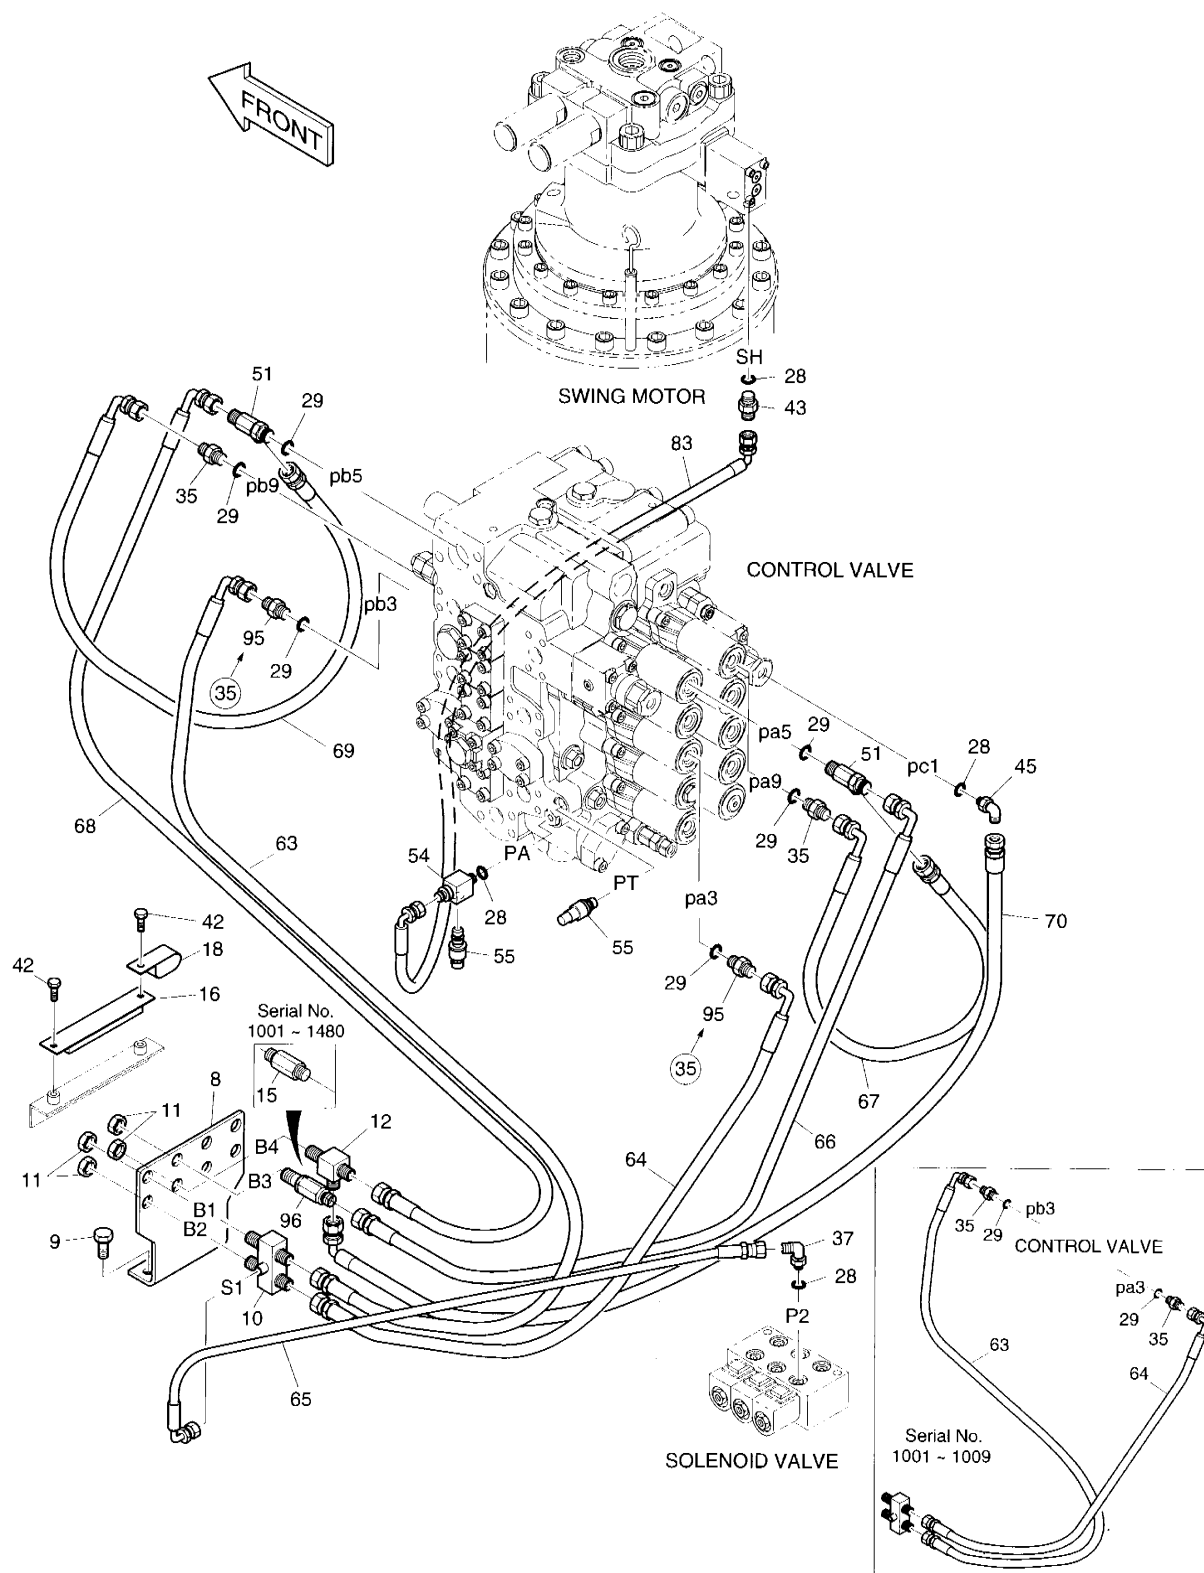 FRONT
SH
28
SWING MOTOR
43
51
29
83
35
29
pb9
pb5
CONTROL VALVE
pb3
95
29
35
69
pa5
29
51
pc1
28
45
pa9
29
35
68
63
54
PA
28
PT
pa3
70
55
55
42
18
42
16
29
95
35
Serial No.
1001 ~ 1480
15
8
11
12
67
66
B4
64
11
B3
B1
96
B2
9
S1
10
37
28
P2
65
SOLENOID VALVE
35
29
pb3
CONTROL VALVE
pa3
29
35
63
64
Serial No.
1001 ~ 1009